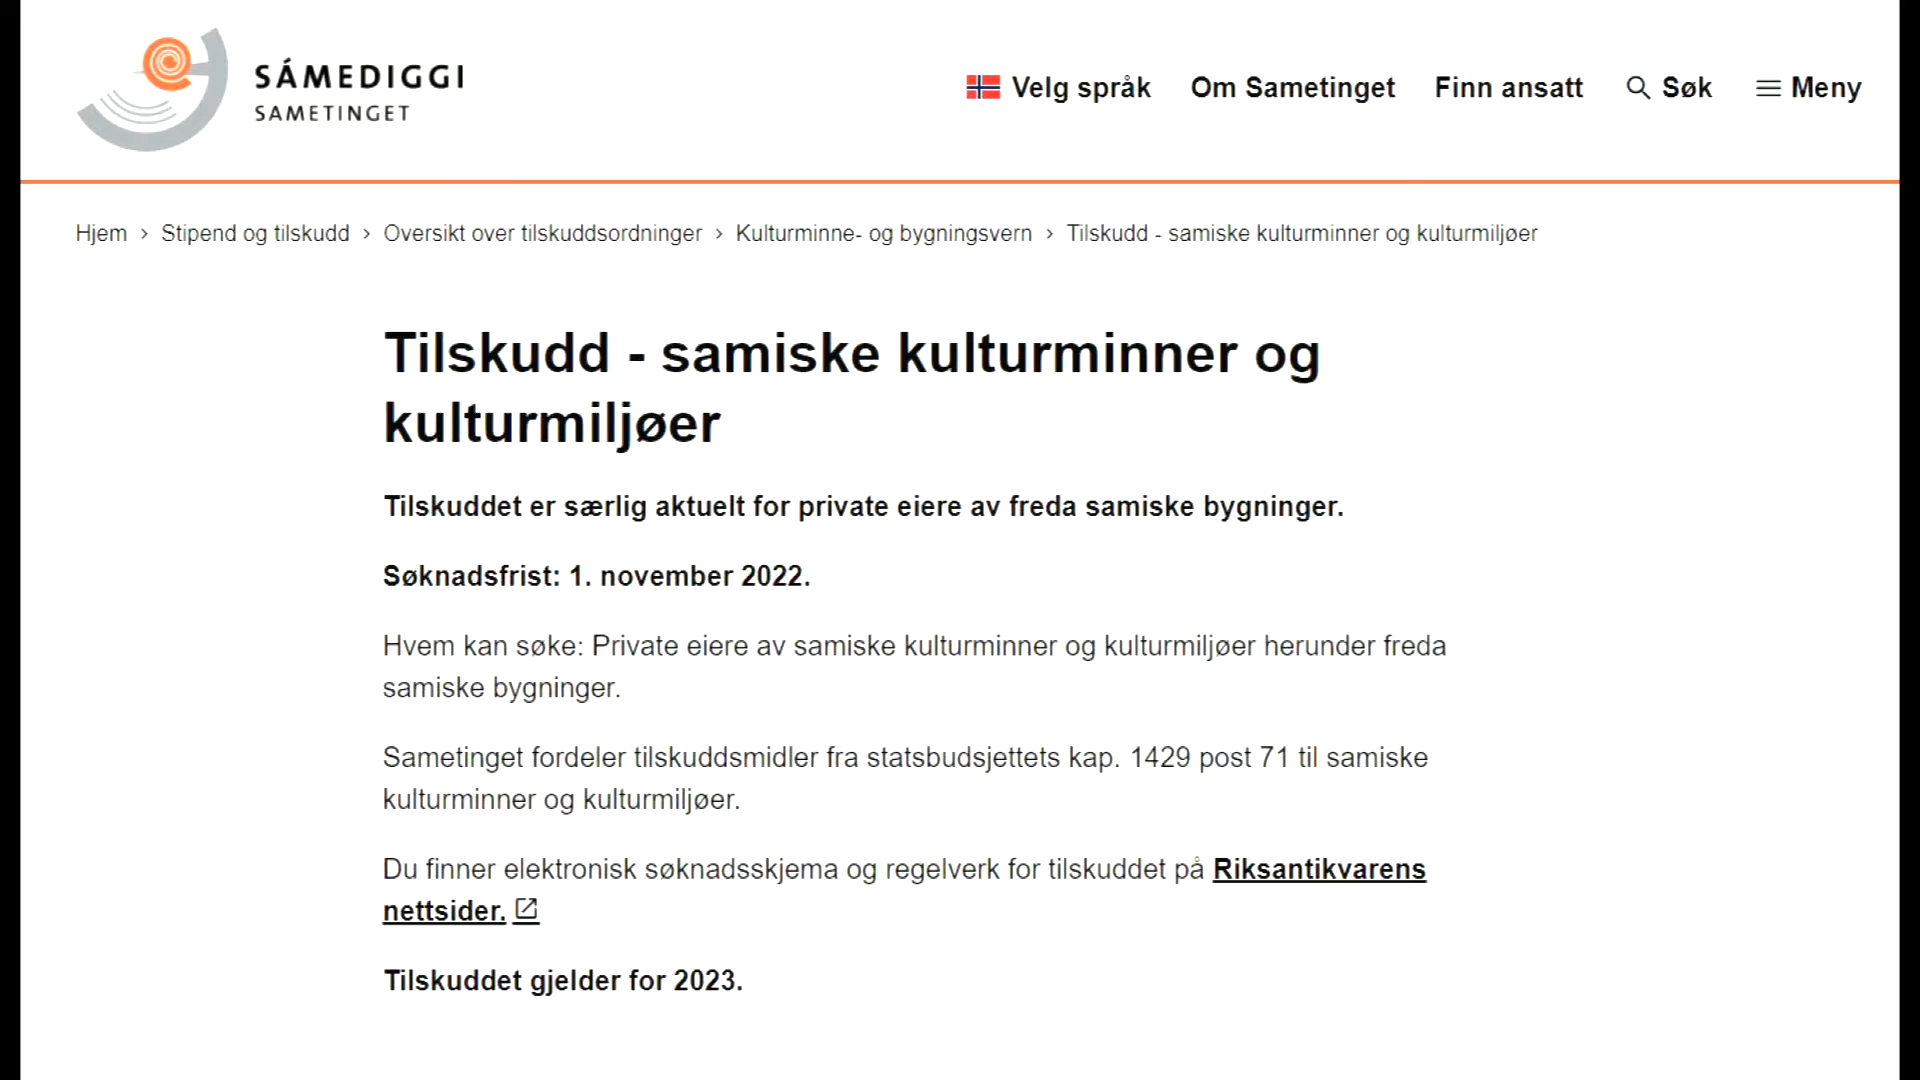 SÁMEDIGGI
SAMETINGET
Velg språk Om Sametinget Finn ansatt Søk Meny
Hjem › Stipend og tilskudd › Oversikt over tilskuddsordninger › Kulturminne- og bygningsvern › Tilskudd - samiske kulturminner og kulturmiljøer
Tilskudd - samiske kulturminner og
kulturmiljøer
Tilskuddet er særlig aktuelt for private eiere av freda samiske bygninger.
Søknadsfrist: 1. november 2022.
Hvem kan søke: Private eiere av samiske kulturminner og kulturmiljøer herunder freda
samiske bygninger.
Sametinget fordeler tilskuddsmidler fra statsbudsjettets kap. 1429 post 71 til samiske
kulturminner og kulturmiljøer.
Du finner elektronisk søknadsskjema og regelverk for tilskuddet på Riksantikvarens
nettsider.
Tilskuddet gjelder for 2023.